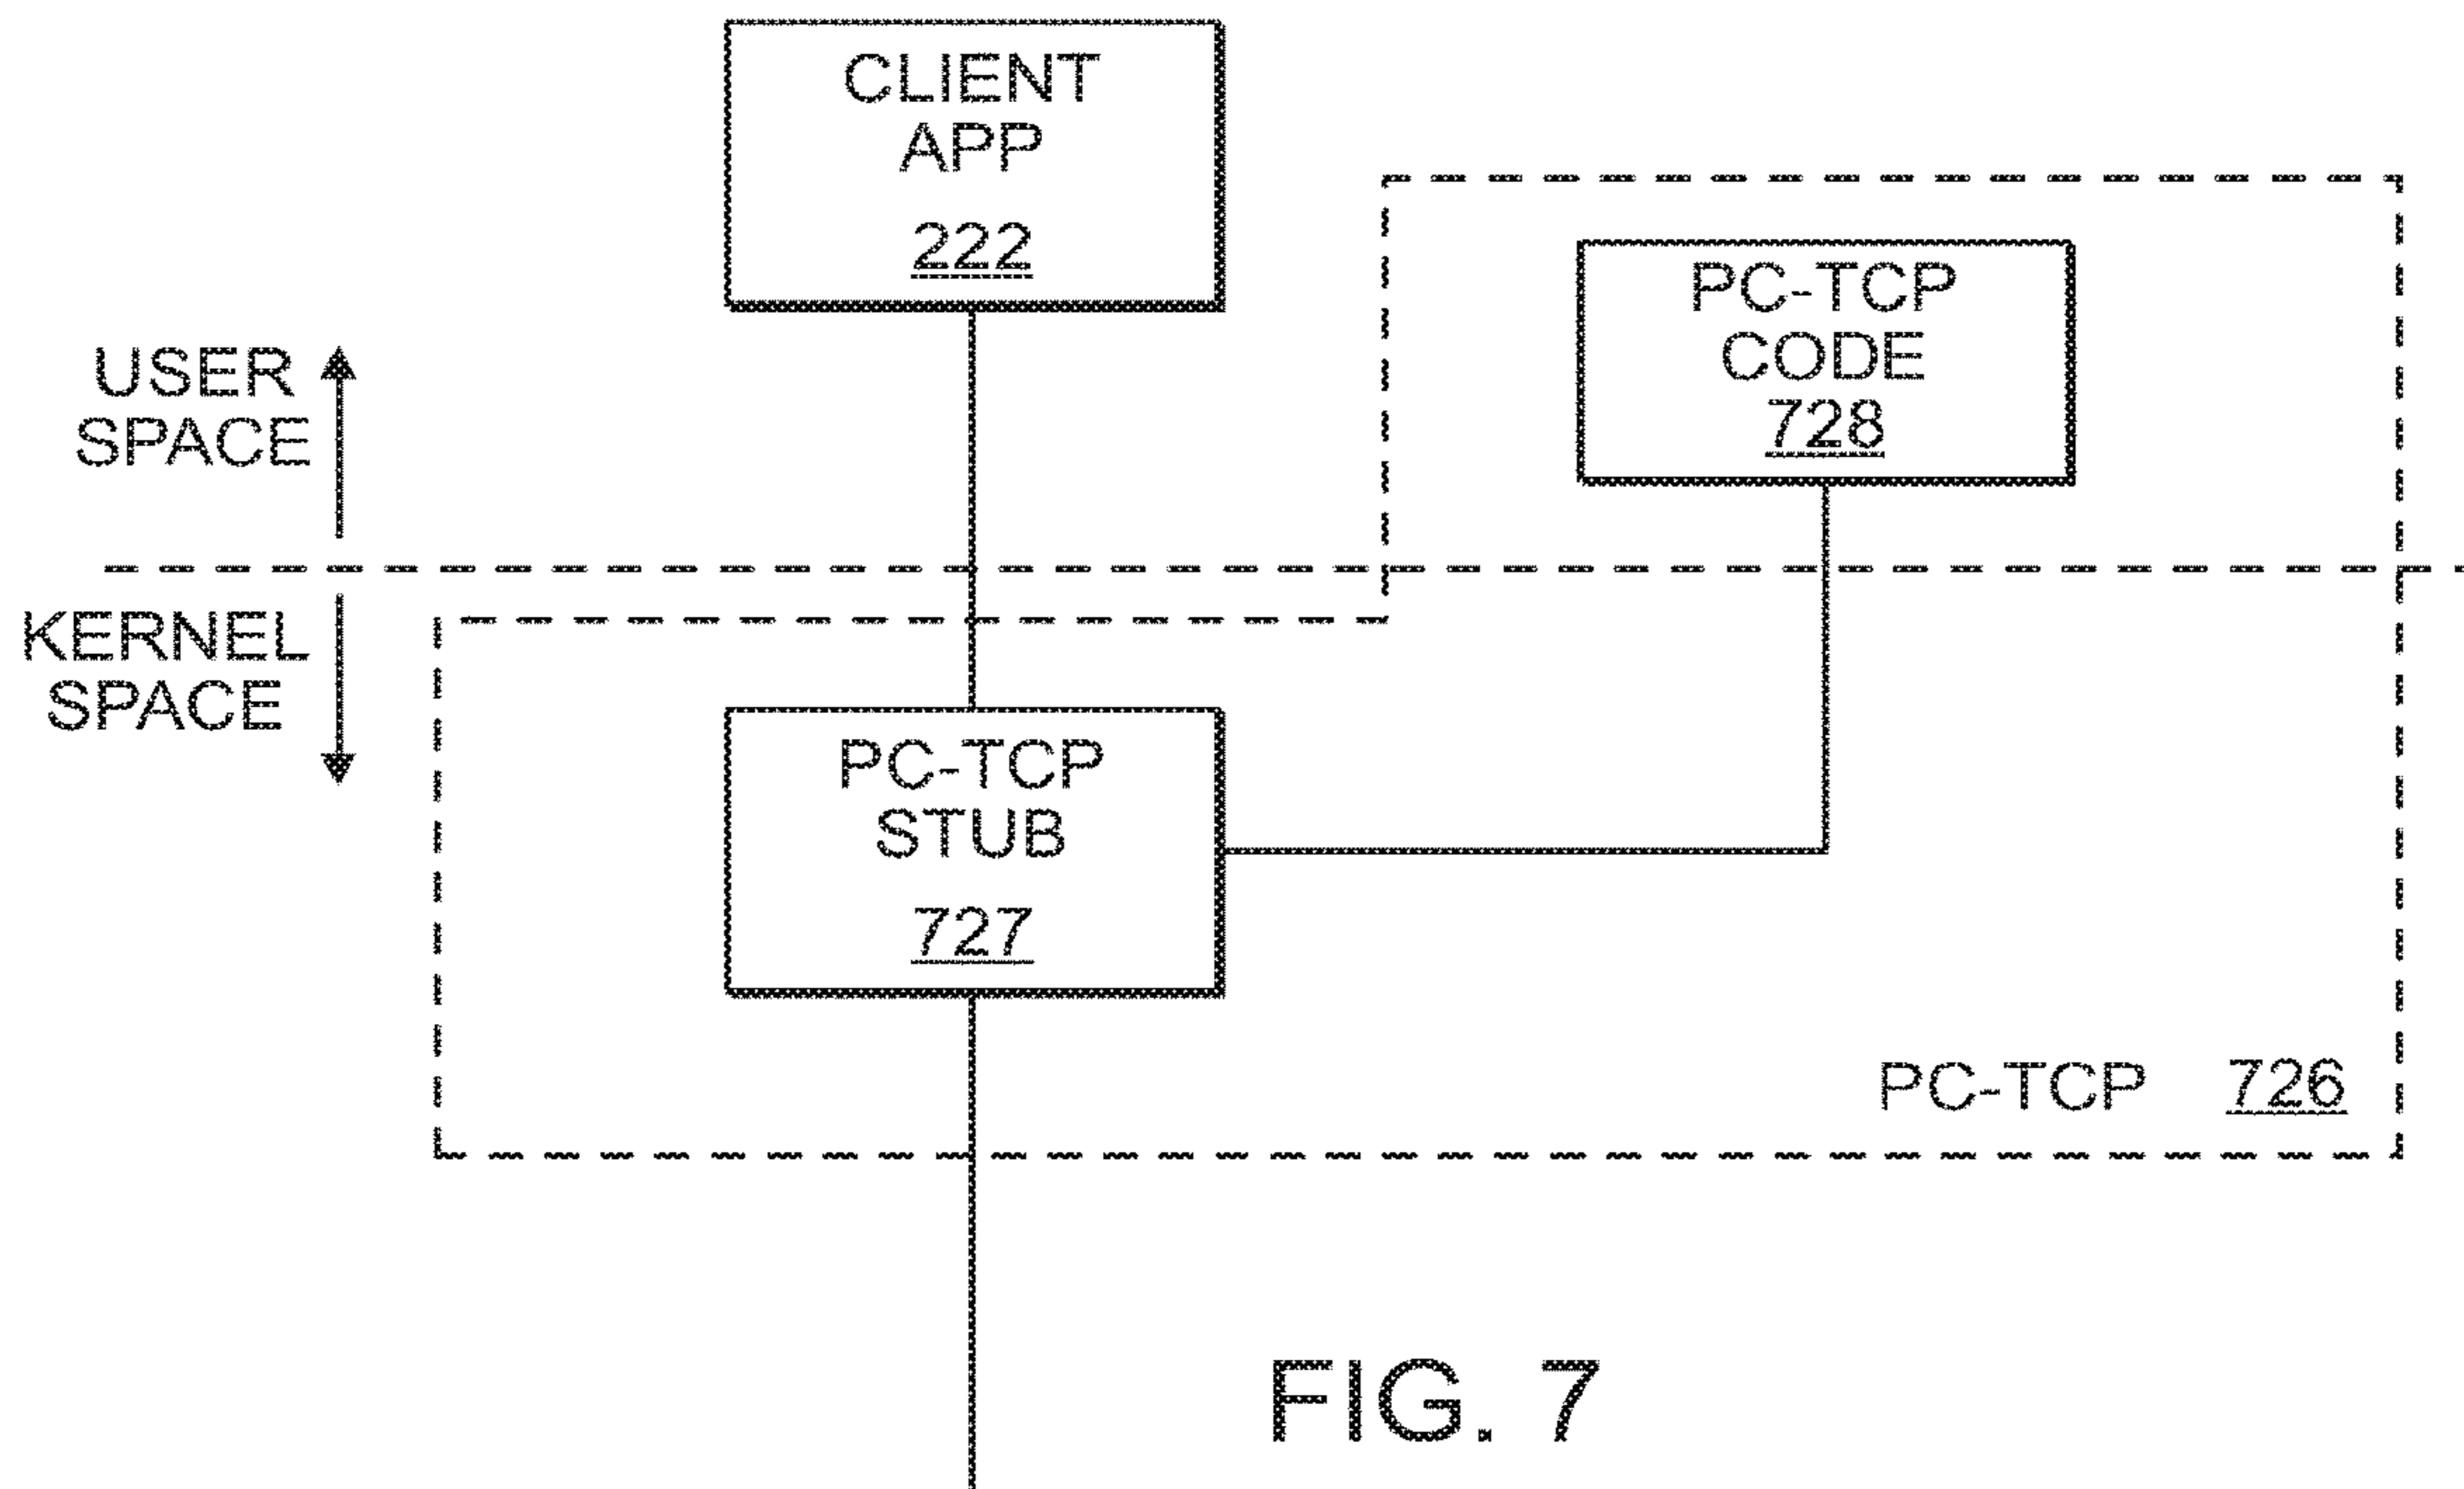 CLIENT
APP
222
PC-TCP
CODE
728
USER
SPACE
KERNEL
SPACE
PC-TCP
STUB
727
PC-TCP 726
FIG. 7